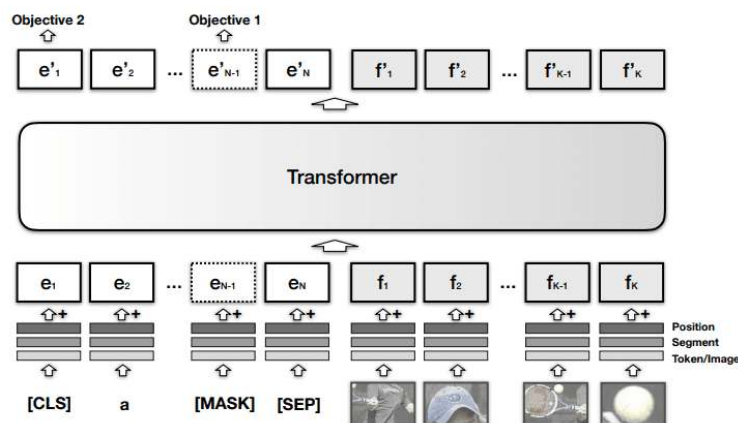 Objective 2 Objective 1
e'1 e'2 ... e'N-1 e'N f'1 f'2 ... f'K-1 f'K
Transformer
e1 e2 ... eN-1 eN f1 f2 ... fK-1 fK
+ + + + + + + +
Position
Segment
Token/Image
[CLS] a [MASK] [SEP]